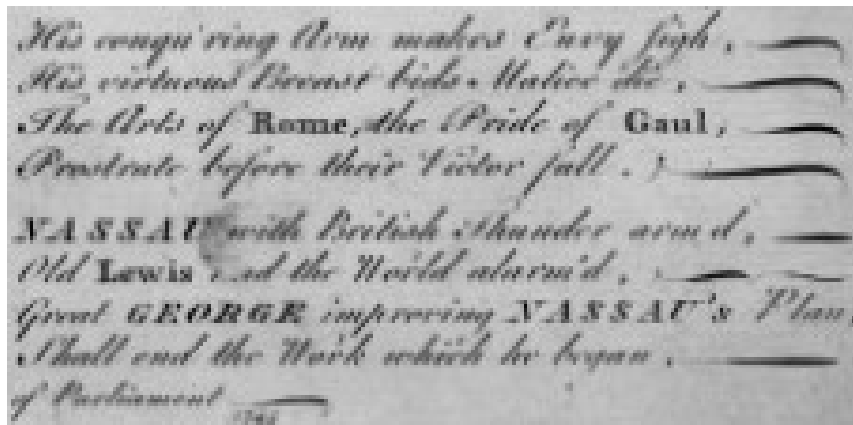 His conqu'ring Arm makes Envy sigh,
His virtuous Breast bids Malice die,
The Arts of Rome, the Pride of Gaul,
Prostrate before their Victor fall.
NASSAU with British Thunder arm'd,
Old Lewis and the World alarm'd,
Great GEORGE improving NASSAU's Plan,
Shall end the Work which he began.
of Parliament